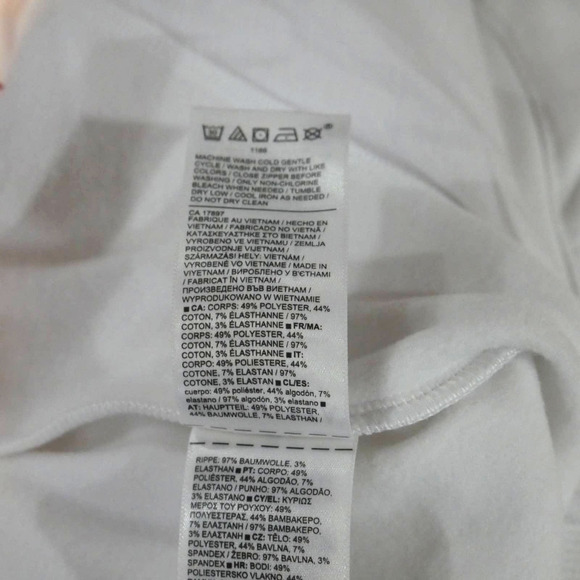 1166
MACHINE WASH COLD GENTLE
CYCLE / WASH AND DRY WITH LIKE
COLORS / CLOSE ZIPPER BEFORE
WASHING / ONLY NON-CHLORINE
BLEACH WHEN NEEDED / TUMBLE
DRY LOW / COOL IRON AS NEEDED /
DO NOT DRY CLEAN
CA 17897
FABRIQUE AU VIETNAM / HECHO EN
VIETNAM / FABRICADO NO VIETNÃ /
ΚΑΤΑΣΚΕΥΑΣΤΗΚΕ ΣΤΟ ΒΙΕΤΝΑΜ /
VYROBENO VE VIETNAMU / ZEMLJA
PROIZVODNJE VIJETNAM /
SZÁRMAZÁSI HELY: VIETNÁM /
VYROBENÉ VO VIETNAME / MADE IN
VIYETNAM / ВИРОБЛЕНО У В'ЄТНАМІ
/ FABRICAT ÎN VIETNAM /
ПРОИЗВЕДЕНО ВЪВ ВИЕТНАМ /
WYPRODUKOWANO W WIETNAMIE
■ CA: CORPS: 49% POLYESTER, 44%
COTON, 7% ÉLASTHANNE / 97%
COTON, 3% ÉLASTHANNE ■ FR/MA:
CORPS: 49% POLYESTER, 44%
COTON, 7% ÉLASTHANNE / 97%
COTON, 3% ÉLASTHANNE ■ IT:
CORPO: 49% POLIESTERE, 44%
COTONE, 7% ELASTAN / 97%
COTONE, 3% ELASTAN ■ CL/ES:
cuerpo: 49% poliéster, 44% algodón, 7%
elastano / 97% algodón, 3% elastano ■
AT: HAUPTTEIL: 49% POLYESTER,
44% BAUMWOLLE, 7% ELASTHAN /
RIPPE: 97% BAUMWOLLE, 3%
ELASTHAN ■ PT: CORPO: 49%
POLIÉSTER, 44% ALGODÃO, 7%
ELASTANO / PUNHO: 97% ALGODÃO,
3% ELASTANO ■ CY/EL: ΚΥΡΙΩΣ
ΜΕΡΟΣ ΤΟΥ ΡΟΥΧΟΥ: 49%
ΠΟΛΥΕΣΤΕΡΑΣ, 44% ΒΑΜΒΑΚΕΡΟ,
7% ΕΛΑΣΤΑΝΗ / 97% ΒΑΜΒΑΚΕΡΟ,
3% ΕΛΑΣΤΑΝΗ ■ CZ: TĚLO: 49%
POLYESTER, 44% BAVLNA, 7%
SPANDEX / ŽEBRO: 97% BAVLNA, 3%
SPANDEX ■ HR: BODI: 49%
POLIESTERSKO VLAKNO, 44%